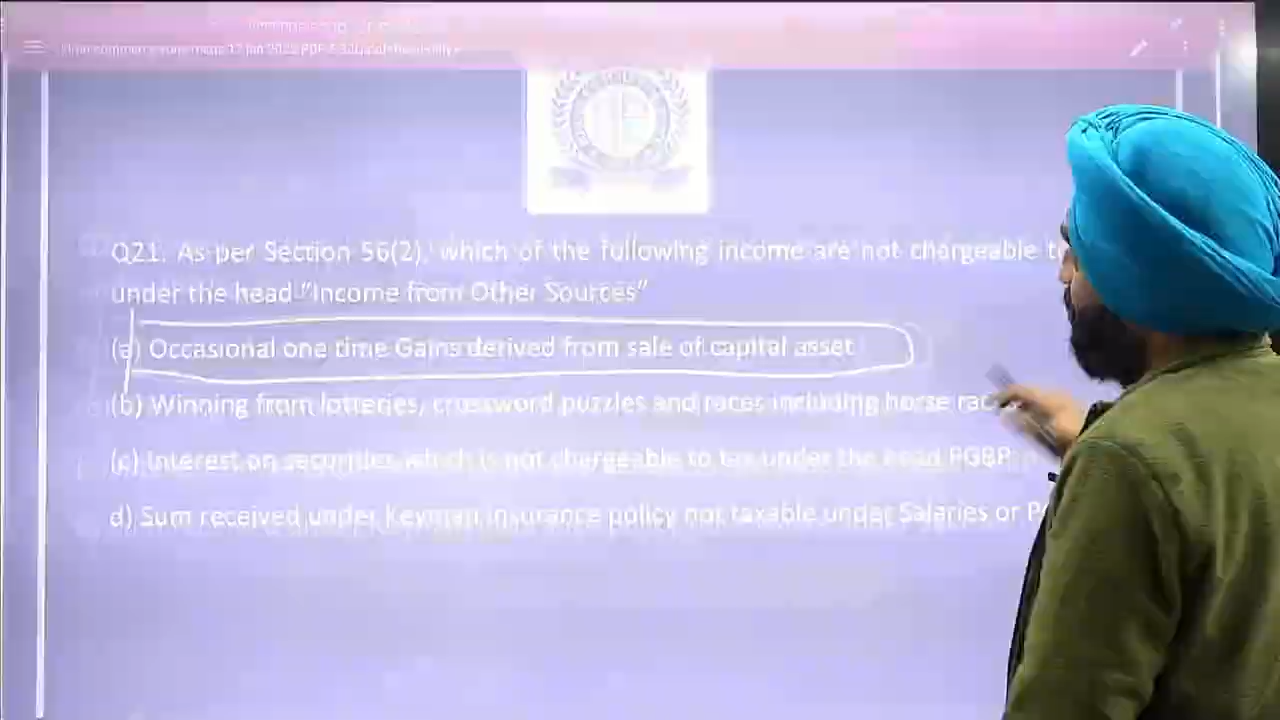 Q21. As per Section 56(2), which of the following income are not chargeable
under the head "Income from Other Sources"
(a) Occasional one time Gains derived from sale of capital asset
(b) Winning from lotteries, crossword puzzles and races including horse
(c) Interest on securities which is not chargeable to tax under the head PGBP
d) Sum received under Keyman insurance policy not taxable under Salaries or